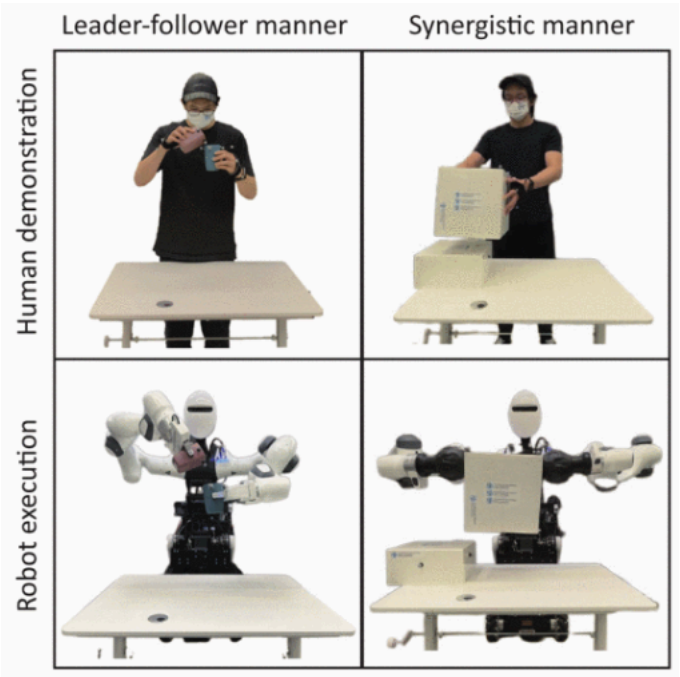 Leader-follower manner
Synergistic manner
Human demonstration
Robot execution